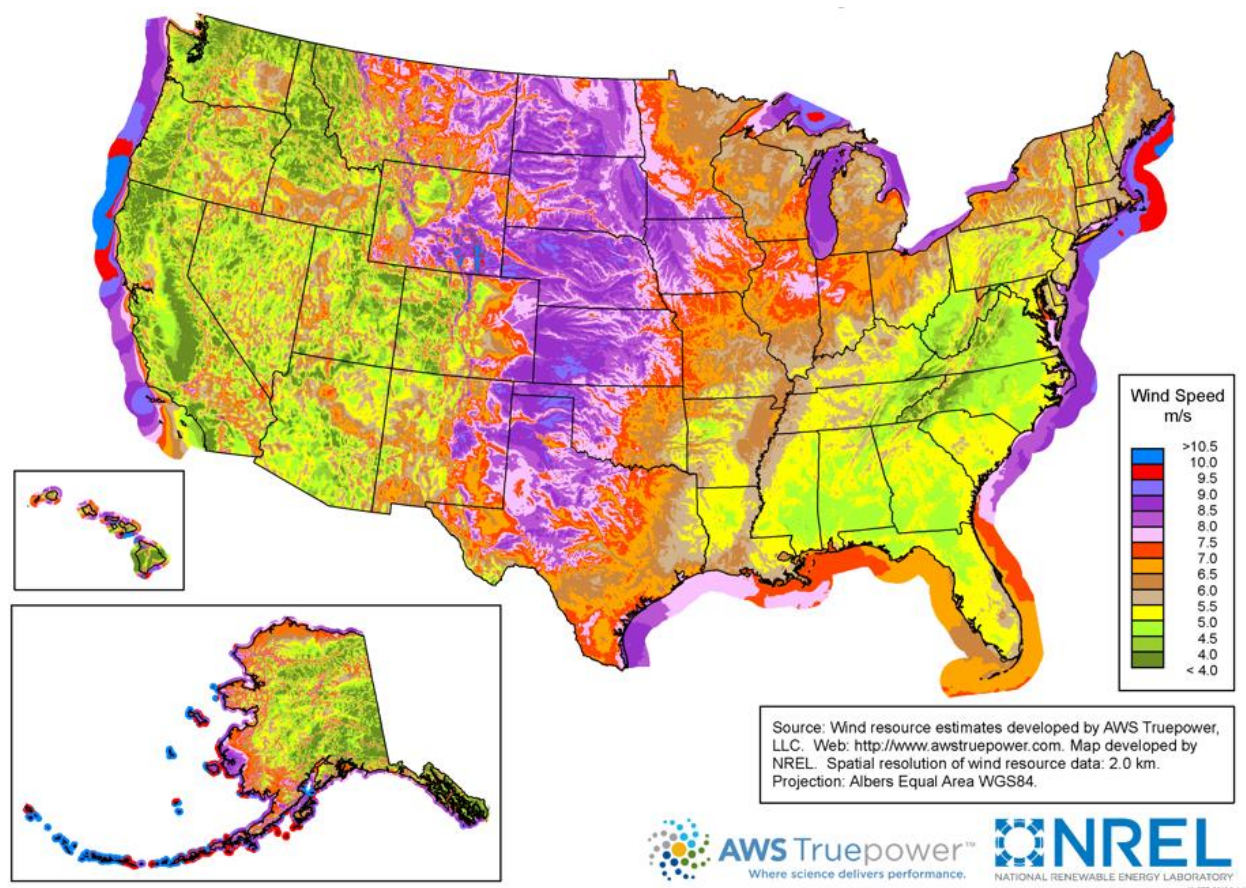 Wind Speed
m/s
>10.5
10.0
9.5
9.0
8.5
8.0
7.5
7.0
6.5
6.0
5.5
5.0
4.5
4.0
< 4.0
Source: Wind resource estimates developed by AWS Truepower,
LLC. Web: http://www.awstruepower.com. Map developed by
NREL. Spatial resolution of wind resource data: 2.0 km.
Projection: Albers Equal Area WGS84.
AWS Truepower™
Where science delivers performance.
NREL
NATIONAL RENEWABLE ENERGY LABORATORY